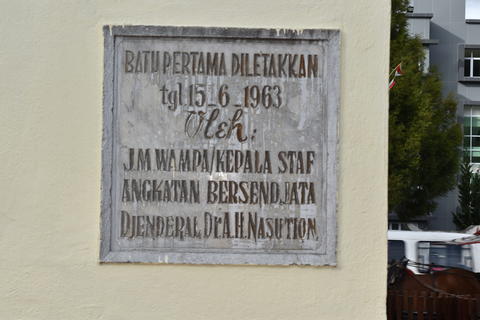 BATU PERTAMA DILETAKKAN
tgl 15_6_1963
Oleh:
J.M WAMPA/KEPALA STAF
ANGKATAN BERSENDJATA
DJENDERAL Dr.A.H.NASUTION